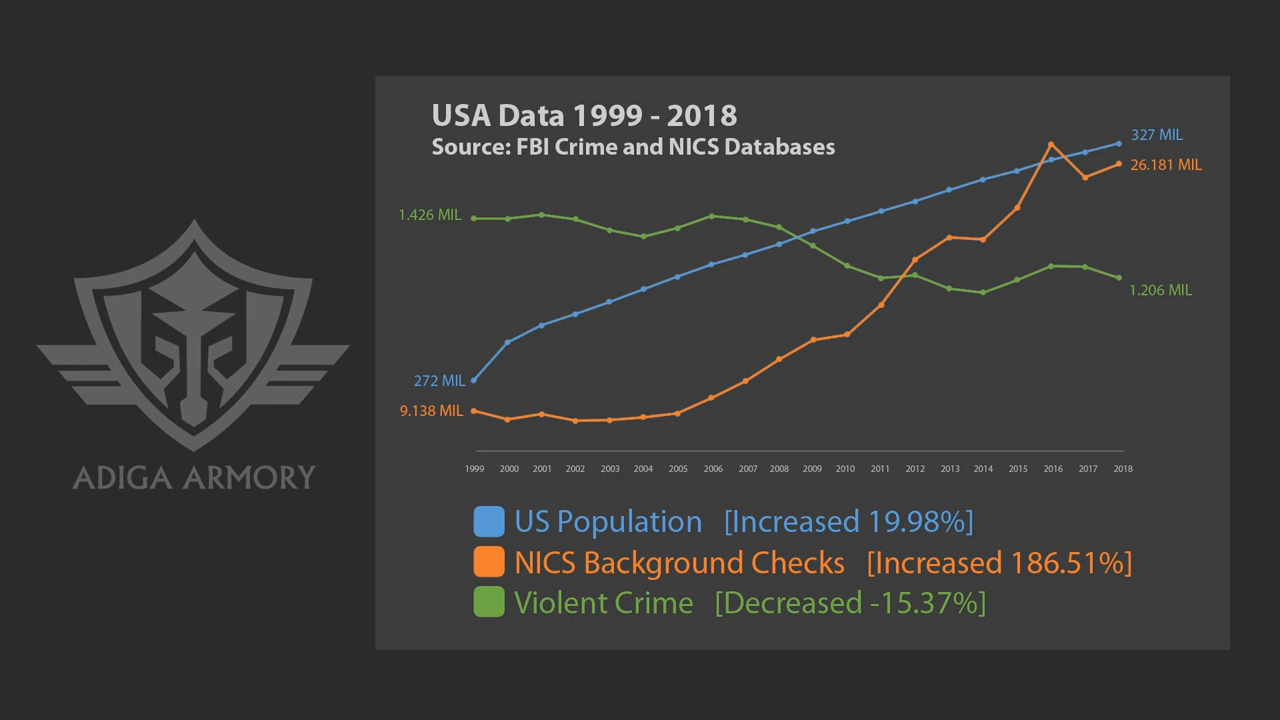 USA Data 1999 - 2018
Source: FBI Crime and NICS Databases
327 MIL
26.181 MIL
1.426 MIL
1.206 MIL
272 MIL
9.138 MIL
1999 2000 2001 2002 2003 2004 2005 2006 2007 2008 2009 2010 2011 2012 2013 2014 2015 2016 2017 2018
ADIGA ARMORY
US Population [Increased 19.98%]
NICS Background Checks [Increased 186.51%]
Violent Crime [Decreased -15.37%]